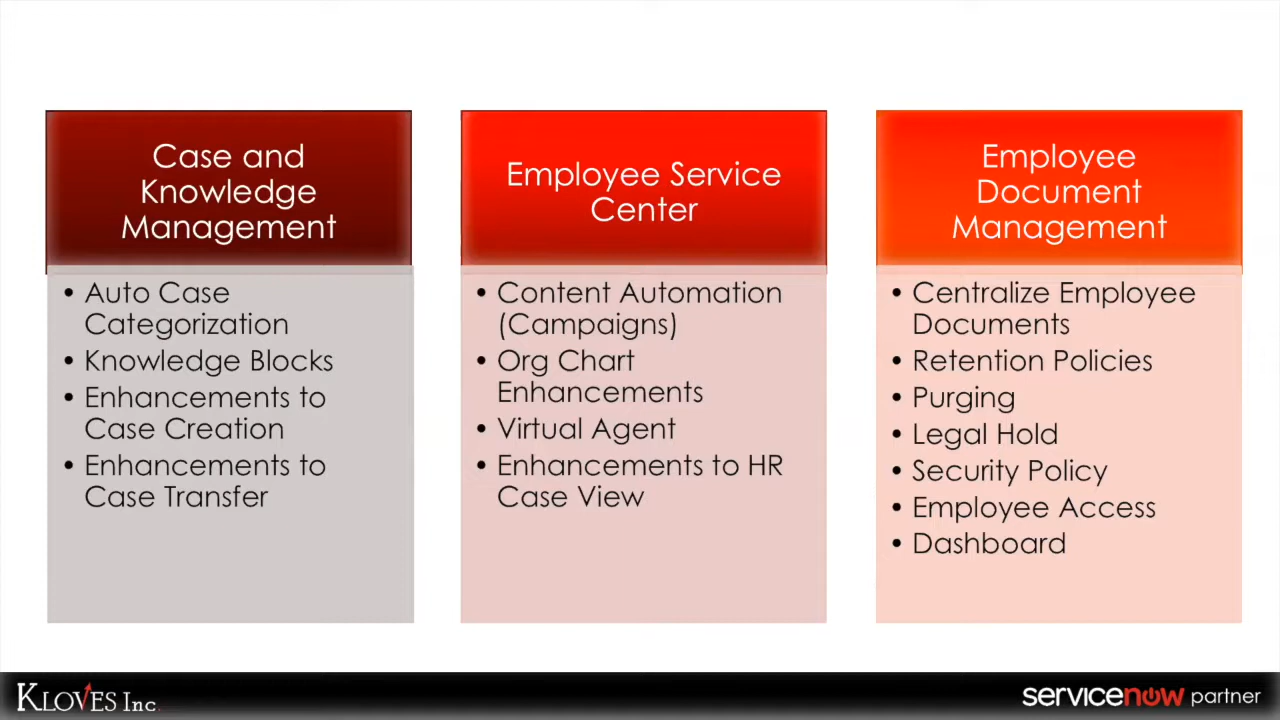 Case and
Knowledge
Management
• Auto Case
Categorization
• Knowledge Blocks
• Enhancements to
Case Creation
• Enhancements to
Case Transfer
Employee Service
Center
• Content Automation
(Campaigns)
• Org Chart
Enhancements
• Virtual Agent
• Enhancements to HR
Case View
Employee
Document
Management
• Centralize Employee
Documents
• Retention Policies
• Purging
• Legal Hold
• Security Policy
• Employee Access
• Dashboard
KLOVES Inc.
servicenow partner